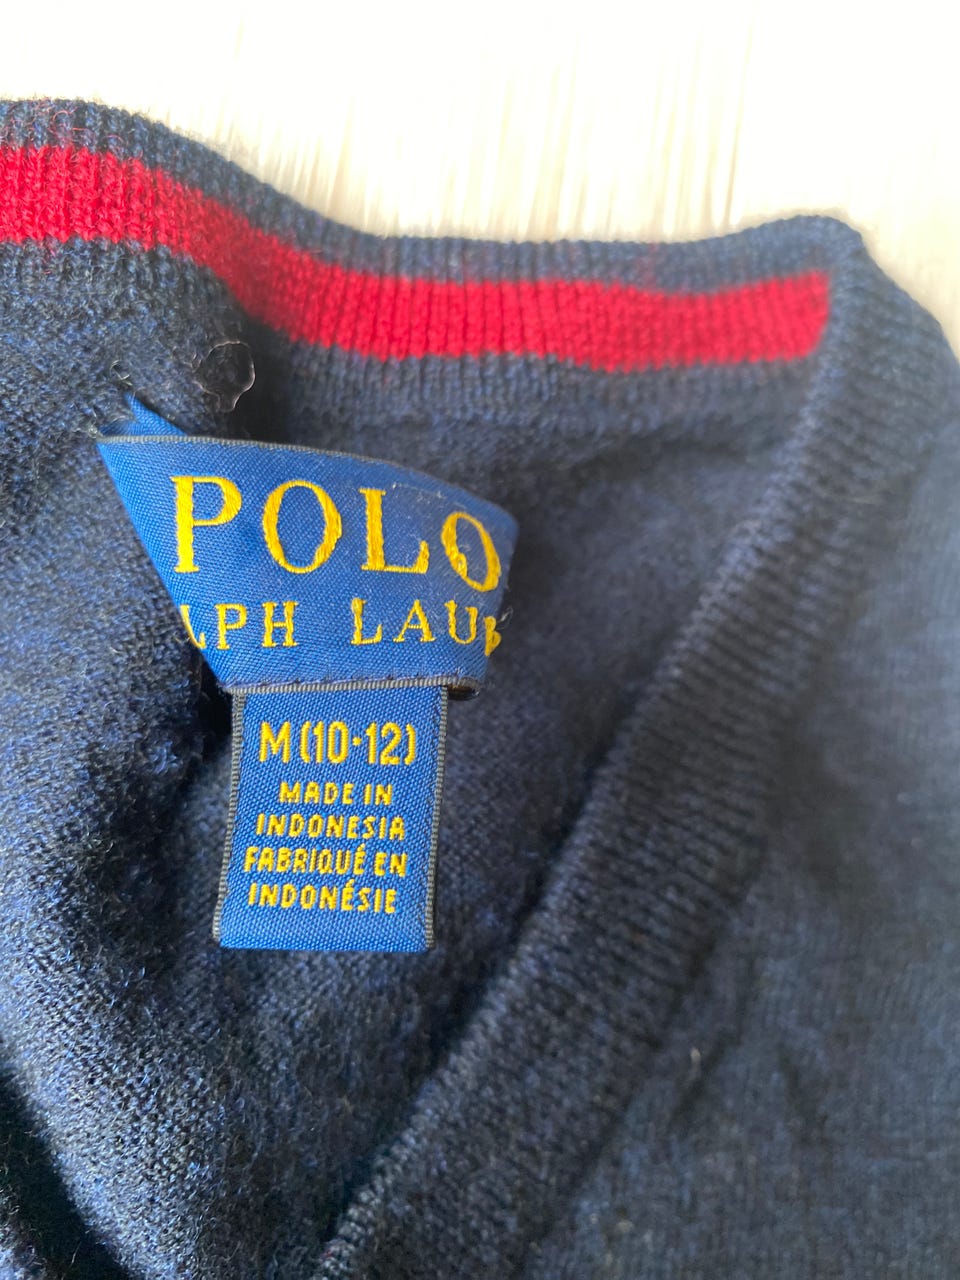 POLO
LPH LAU
M (10-12)
MADE IN
INDONESIA
FABRIQUÉ EN
INDONÉSIE